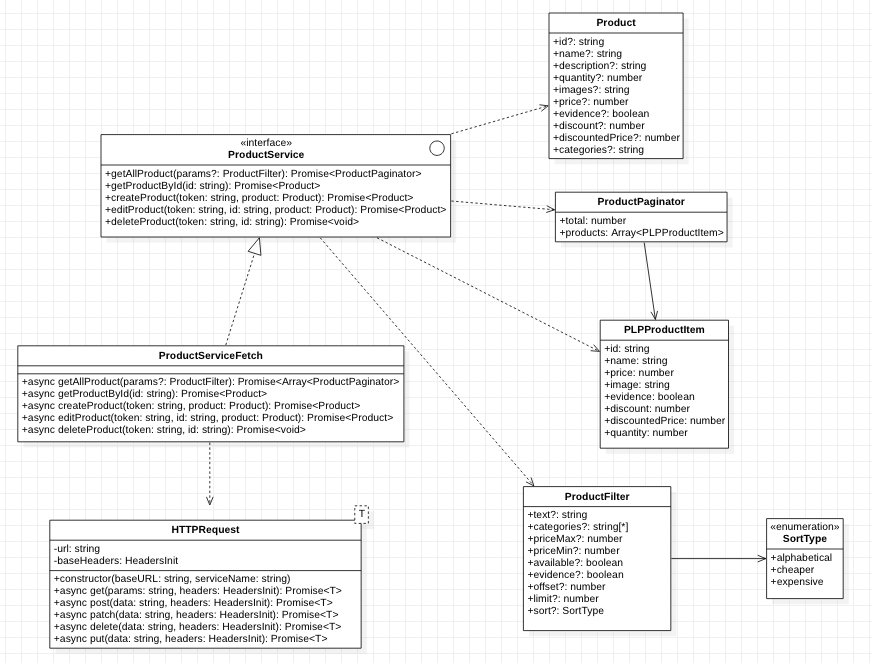 Product
+id?: string
+name?: string
+description?: string
+quantity?: number
+images?: string
+price?: number
+evidence?: boolean
+discount?: number
+discountedPrice?: number
+categories?: string
«interface»
ProductService
+getAllProduct(params?: ProductFilter): Promise<ProductPaginator>
+getProductById(id: string): Promise<Product>
+createProduct(token: string, product: Product): Promise<Product>
+editProduct(token: string, id: string, product: Product): Promise<Product>
+deleteProduct(token: string, id: string): Promise<void>
ProductPaginator
+total: number
+products: Array<PLPProductItem>
PLPProductItem
+id: string
+name: string
+price: number
+image: string
+evidence: boolean
+discount: number
+discountedPrice: number
+quantity: number
ProductServiceFetch
+async getAllProduct(params?: ProductFilter): Promise<Array<ProductPaginator>
+async getProductById(id: string): Promise<Product>
+async createProduct(token: string, product: Product): Promise<Product>
+async editProduct(token: string, id: string, product: Product): Promise<Product>
+async deleteProduct(token: string, id: string): Promise<void>
T
HTTPRequest
-url: string
-baseHeaders: HeadersInit
+constructor(baseURL: string, serviceName: string)
+async get(params: string, headers: HeadersInit): Promise<T>
+async post(data: string, headers: HeadersInit): Promise<T>
+async patch(data: string, headers: HeadersInit): Promise<T>
+async delete(data: string, headers: HeadersInit): Promise<T>
+async put(data: string, headers: HeadersInit): Promise<T>
ProductFilter
+text?: string
+categories?: string[*]
+priceMax?: number
+priceMin?: number
+available?: boolean
+evidence?: boolean
+offset?: number
+limit?: number
+sort?: SortType
«enumeration»
SortType
+alphabetical
+cheaper
+expensive